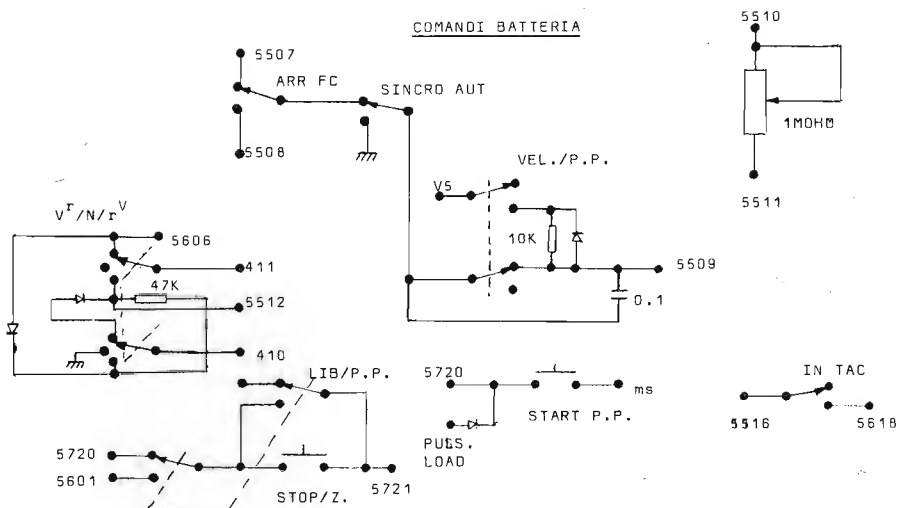 COMANDI BATTERIA
5510
5507
ARR FC
SINCRO AUT
1MOHM
5508
5511
VEL./P.P.
V5
Vʳ/N/rⱽ
5606
10K
411
5509
47K
5512
0.1
410
LIB/P.P.
5720
ms
IN TAC
START P.P.
5516
5618
PULS.
LOAD
5720
5601
5721
STOP/Z.